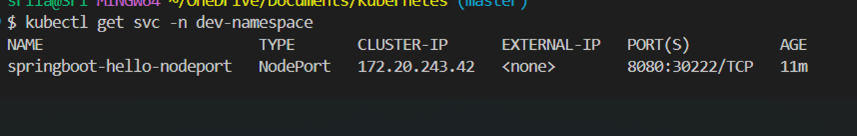 srila@Sri MINGW64 ~/OneDrive/Documents/Kubernetes (master)
$ kubectl get svc -n dev-namespace
NAME TYPE CLUSTER-IP EXTERNAL-IP PORT(S) AGE
springboot-hello-nodeport NodePort 172.20.243.42 <none> 8080:30222/TCP 11m